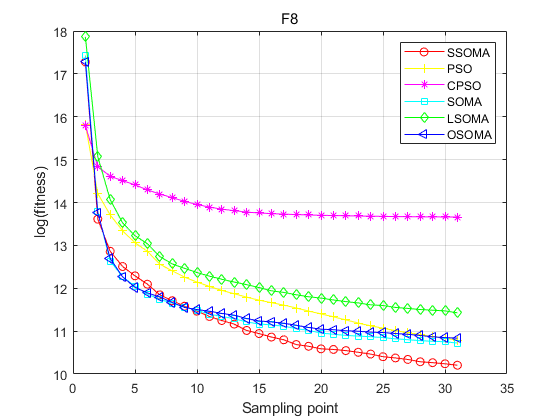 F8
18
17
16
15
14
13
12
11
10
log(fitness)
0 5 10 15 20 25 30 35
Sampling point
SSOMA
PSO
CPSO
SOMA
LSOMA
OSOMA